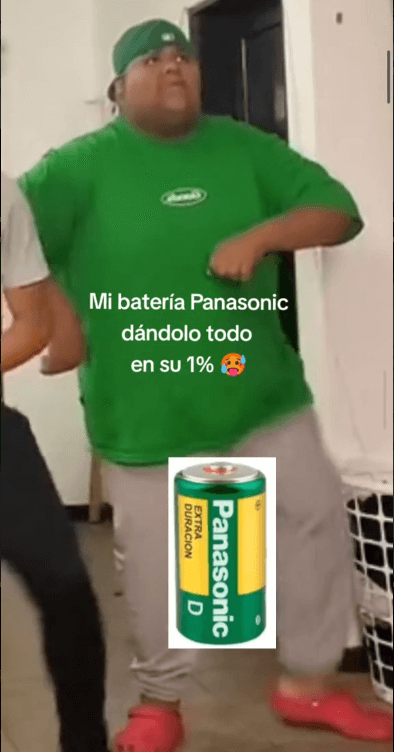 Mi batería Panasonic
dándolo todo
en su 1% 🥵
Panasonic
EXTRA
DURACION
D